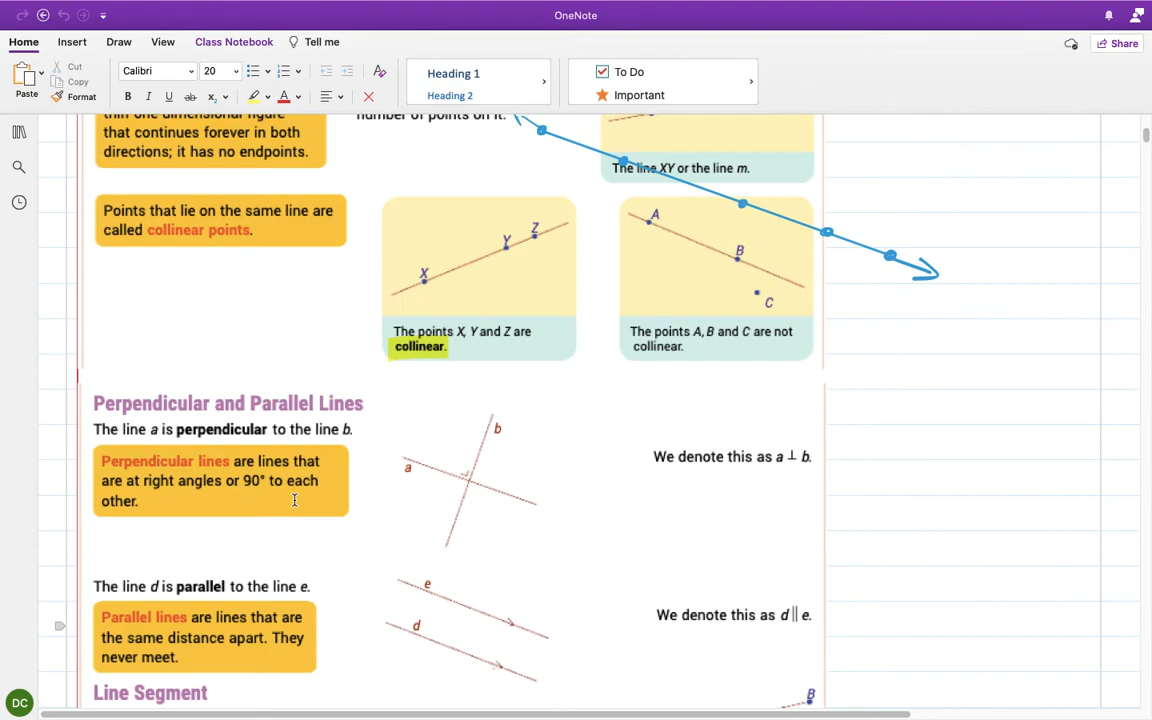 OneNote
Home Insert Draw View Class Notebook Tell me
Share
Paste
Cut
Copy
Format
Calibri 20
B I U ab x₂ A
Heading 1
Heading 2
To Do
Important
thin one dimensional figure
that continues forever in both
directions; it has no endpoints.
number of points on it.
The line XY or the line m.
Points that lie on the same line are
called collinear points.
X Y Z
The points X, Y and Z are
collinear.
A
B
C
The points A, B and C are not
collinear.
Perpendicular and Parallel Lines
The line a is perpendicular to the line b.
Perpendicular lines are lines that
are at right angles or 90° to each
other.
a
b
We denote this as a ⊥ b.
The line d is parallel to the line e.
Parallel lines are lines that are
the same distance apart. They
never meet.
e
d
We denote this as d || e.
Line Segment
B
DC